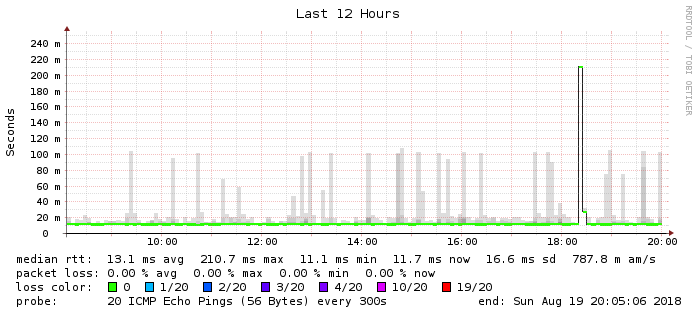 Last 12 Hours
RRDTOOL / TOBI OETIKER
Seconds
240 m
220 m
200 m
180 m
160 m
140 m
120 m
100 m
80 m
60 m
40 m
20 m
0
10:00 12:00 14:00 16:00 18:00 20:00
median rtt: 13.1 ms avg 210.7 ms max 11.1 ms min 11.7 ms now 16.6 ms sd 787.8 m am/s
packet loss: 0.00 % avg 0.00 % max 0.00 % min 0.00 % now
loss color: 0 1/20 2/20 3/20 4/20 10/20 19/20
probe: 20 ICMP Echo Pings (56 Bytes) every 300s end: Sun Aug 19 20:05:06 2018